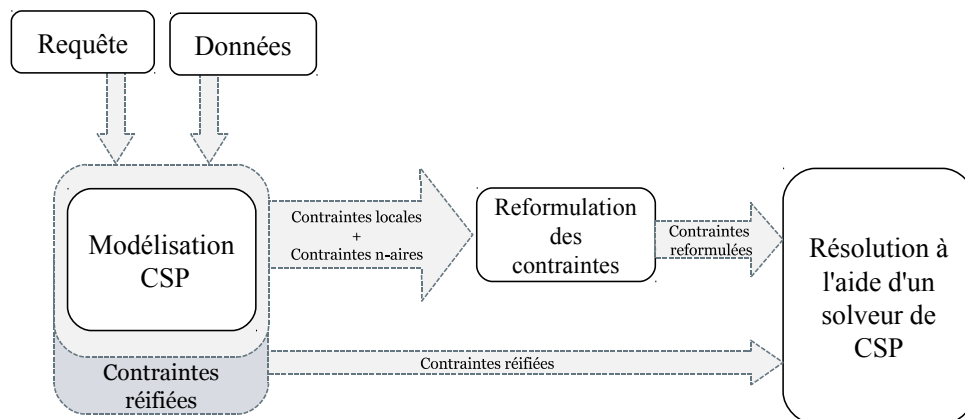 Requête
Données
Modélisation
CSP
Contraintes locales
+
Contraintes n-aires
Reformulation
des
contraintes
Contraintes
reformulées
Résolution à
l'aide d'un
solveur de
CSP
Contraintes
réifiées
Contraintes réifiées